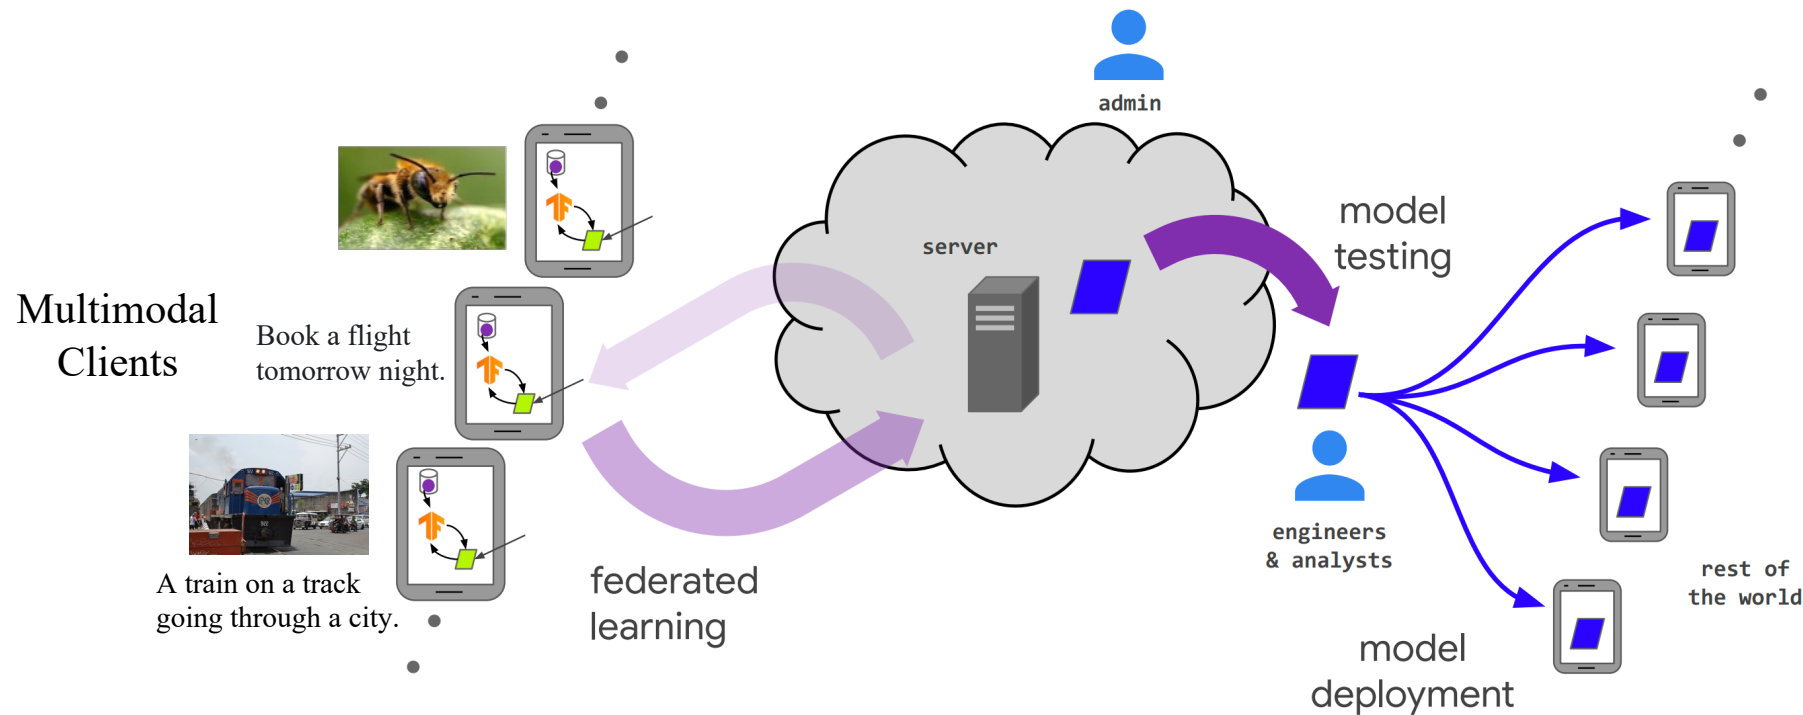 admin
server
model
testing
Multimodal
Clients
Book a flight
tomorrow night.
A train on a track
going through a city.
federated
learning
engineers
& analysts
rest of
the world
model
deployment